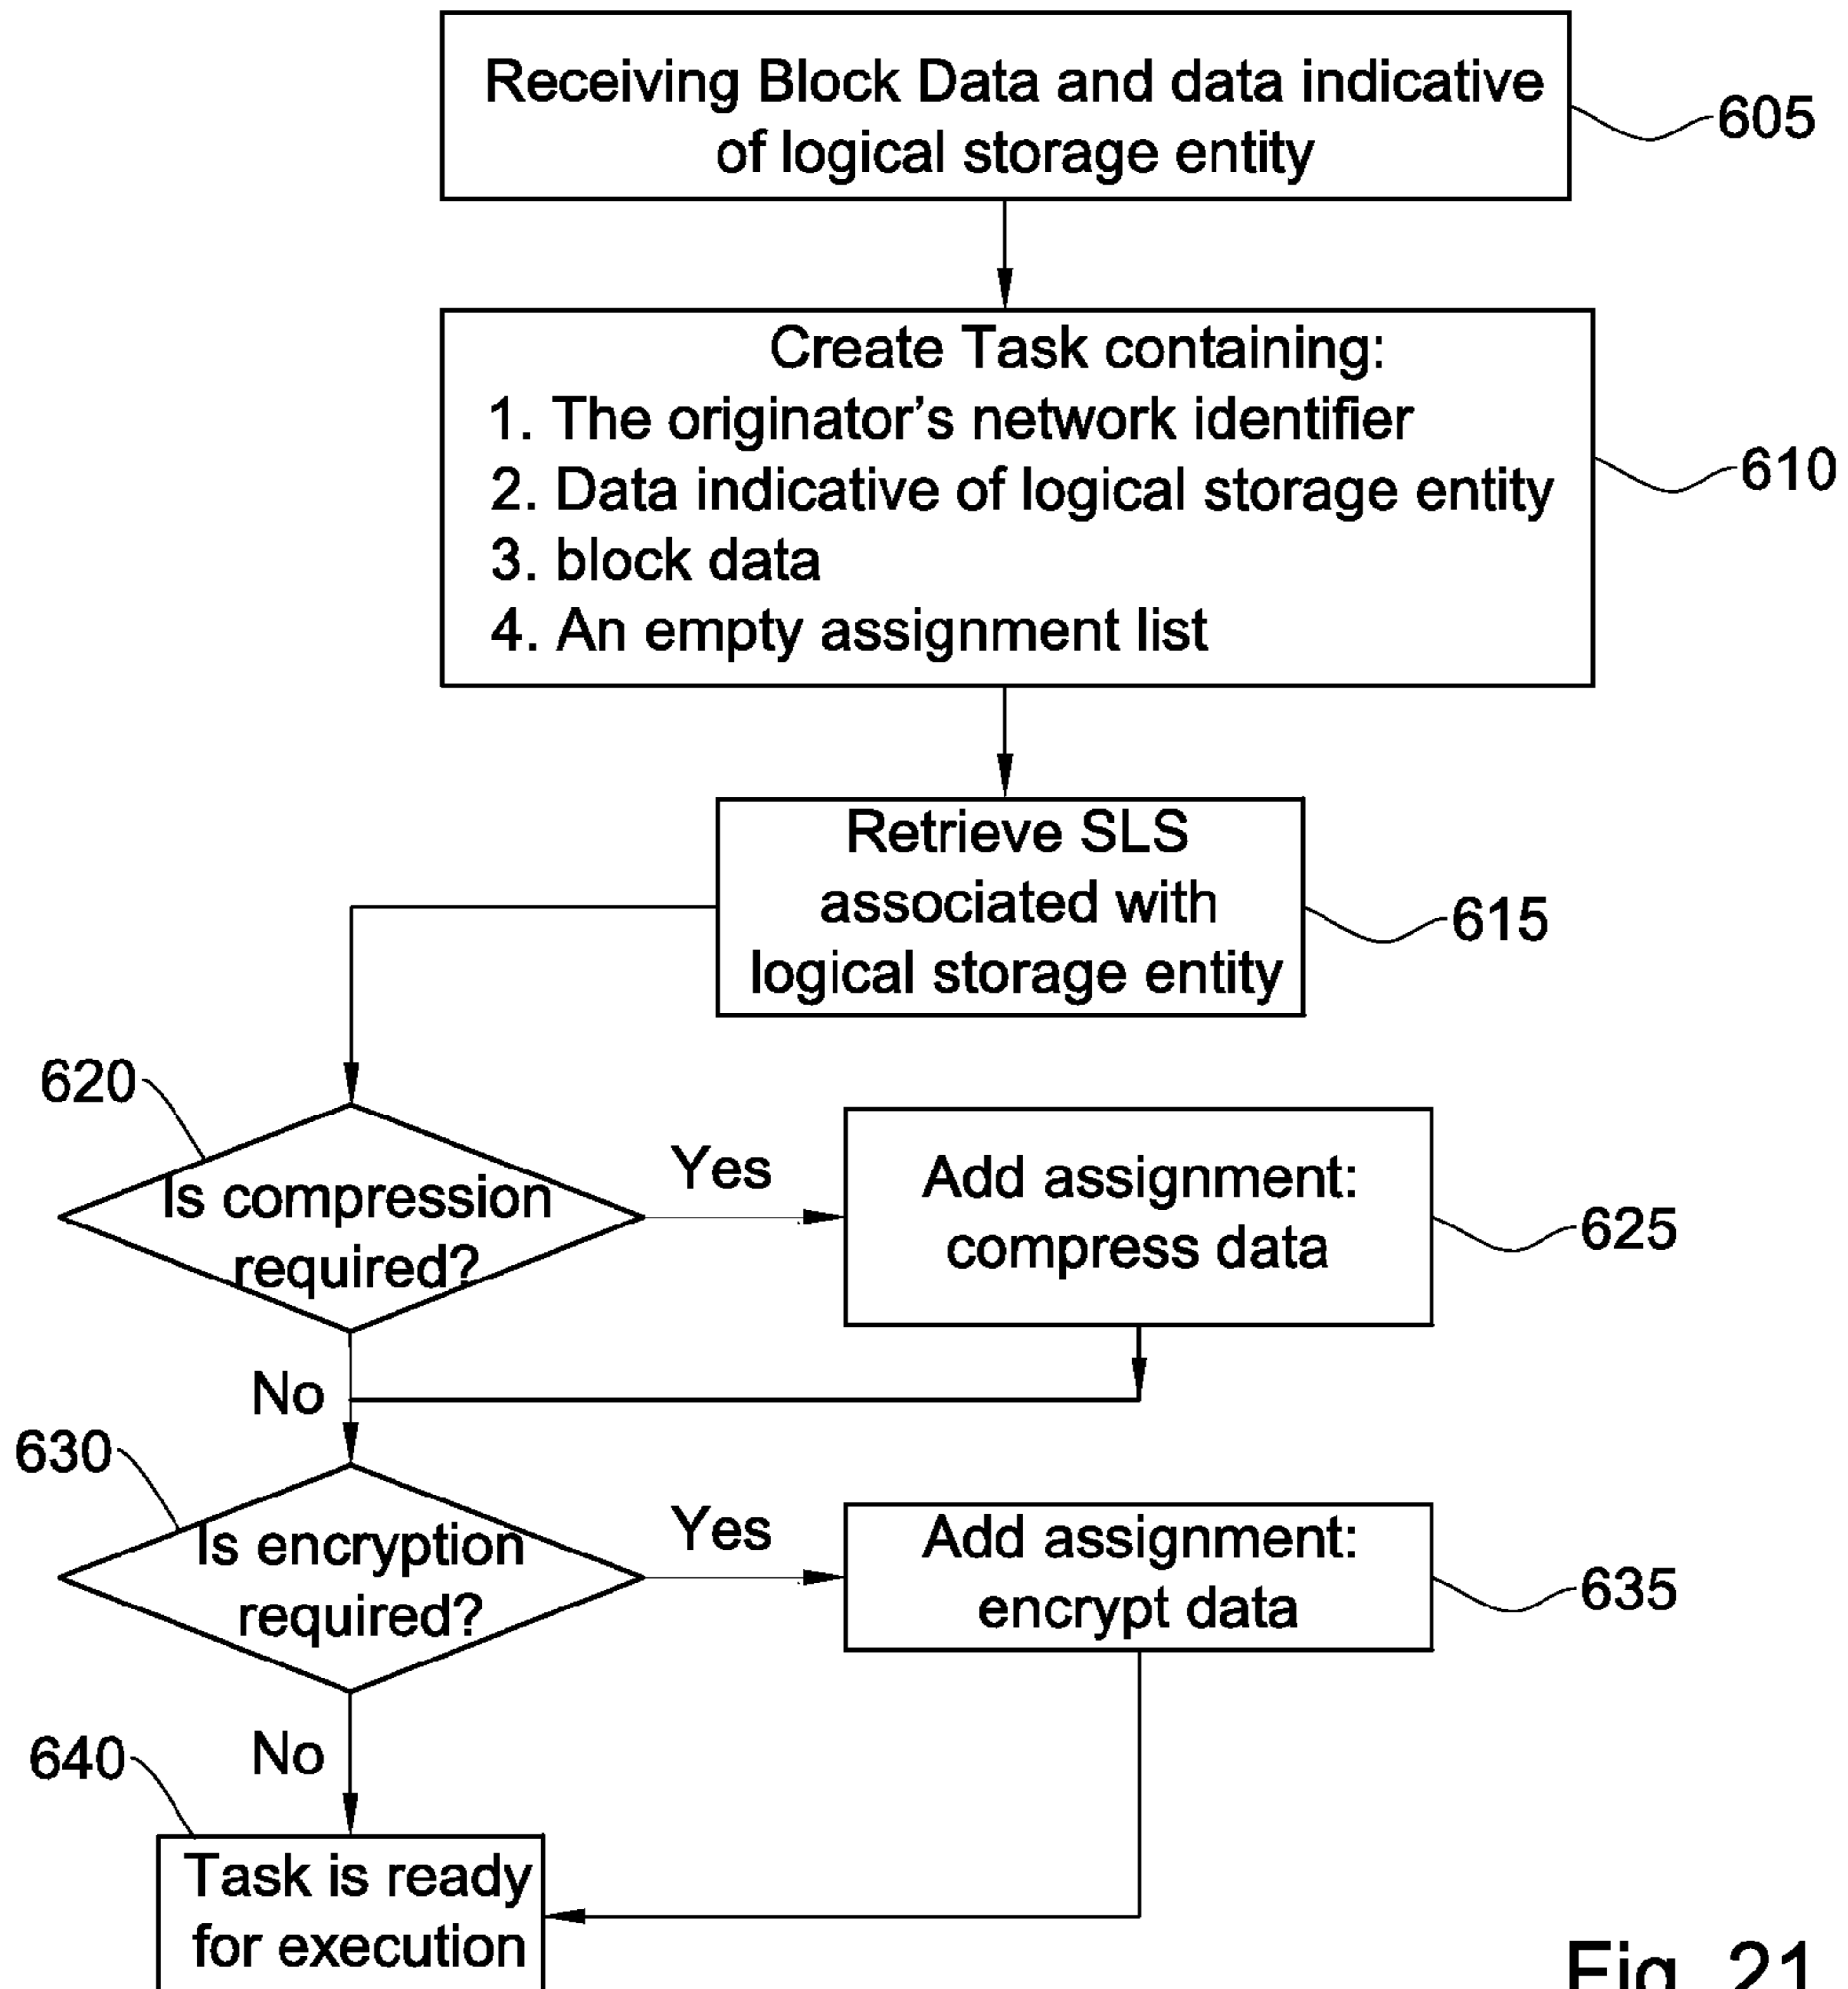 Receiving Block Data and data indicative
of logical storage entity
605
Create Task containing:
1. The originator's network identifier
2. Data indicative of logical storage entity
3. block data
4. An empty assignment list
610
Retrieve SLS
associated with
logical storage entity
615
620
Is compression
required?
Yes
Add assignment:
compress data
625
No
630
Is encryption
required?
Yes
Add assignment:
encrypt data
635
No
640
Task is ready
for execution
Fig. 21